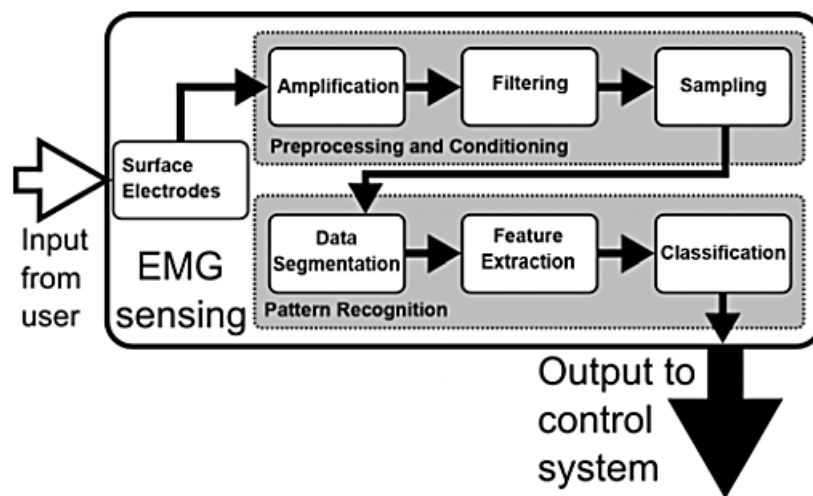 Amplification
Filtering
Sampling
Preprocessing and Conditioning
Surface
Electrodes
Input
from
user
EMG
sensing
Data
Segmentation
Feature
Extraction
Classification
Pattern Recognition
Output to
control
system